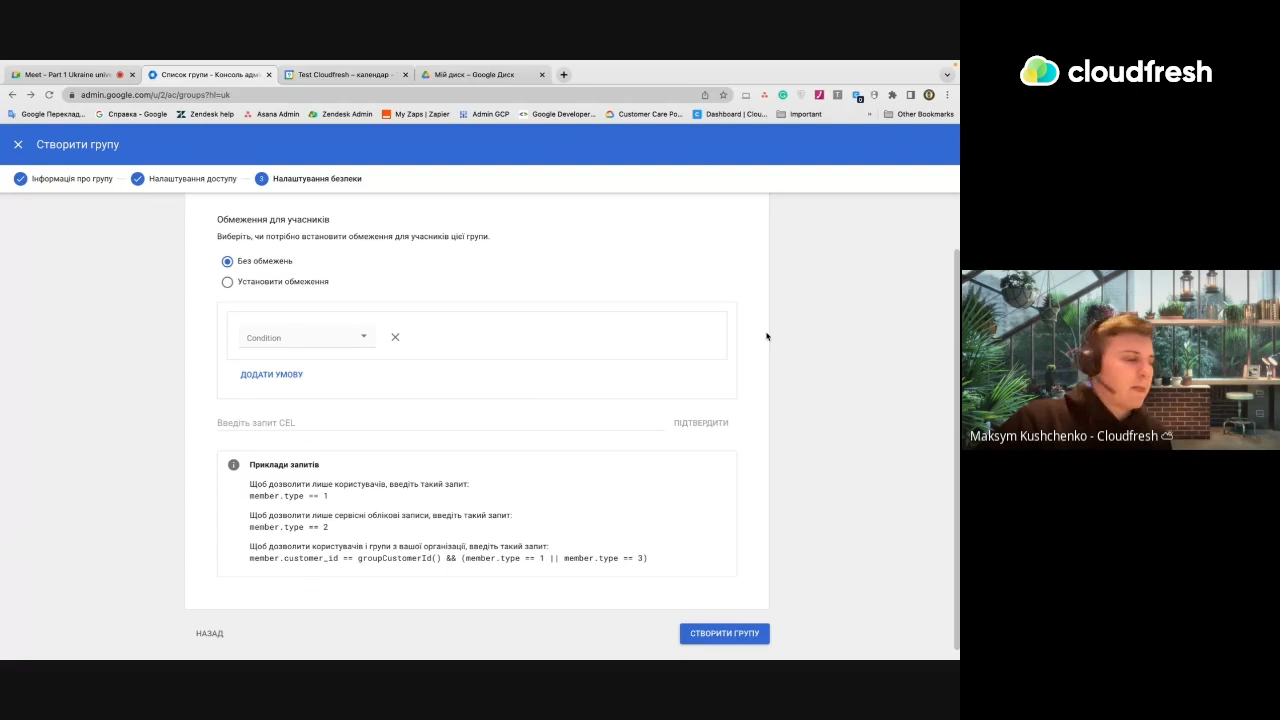 cloudfresh
Meet - Part 1 Ukraine univ
Список групи - Консоль адмі
Test Cloudfresh – календар -
Мій диск – Google Диск
admin.google.com/u/2/ac/groups?hl=uk
Google Переклад...
Справка - Google
Zendesk help
Asana Admin
Zendesk Admin
My Zaps | Zapier
Admin GCP
Google Developer...
Customer Care Po...
Dashboard | Clou...
Important
»
Other Bookmarks
Створити групу
Інформація про групу
Налаштування доступу
3 Налаштування безпеки
Обмеження для учасників
Виберіть, чи потрібно встановити обмеження для учасників цієї групи.
Без обмежень
Установити обмеження
Condition
ДОДАТИ УМОВУ
Введіть запит CEL
ПІДТВЕРДИТИ
Приклади запитів
Щоб дозволити лише користувачів, введіть такий запит:
member.type == 1
Щоб дозволити лише сервісні облікові записи, введіть такий запит:
member.type == 2
Щоб дозволити користувачів і групи з вашої організації, введіть такий запит:
member.customer_id == groupCustomerId() && (member.type == 1 || member.type == 3)
НАЗАД
СТВОРИТИ ГРУПУ
Maksym Kushchenko - Cloudfresh